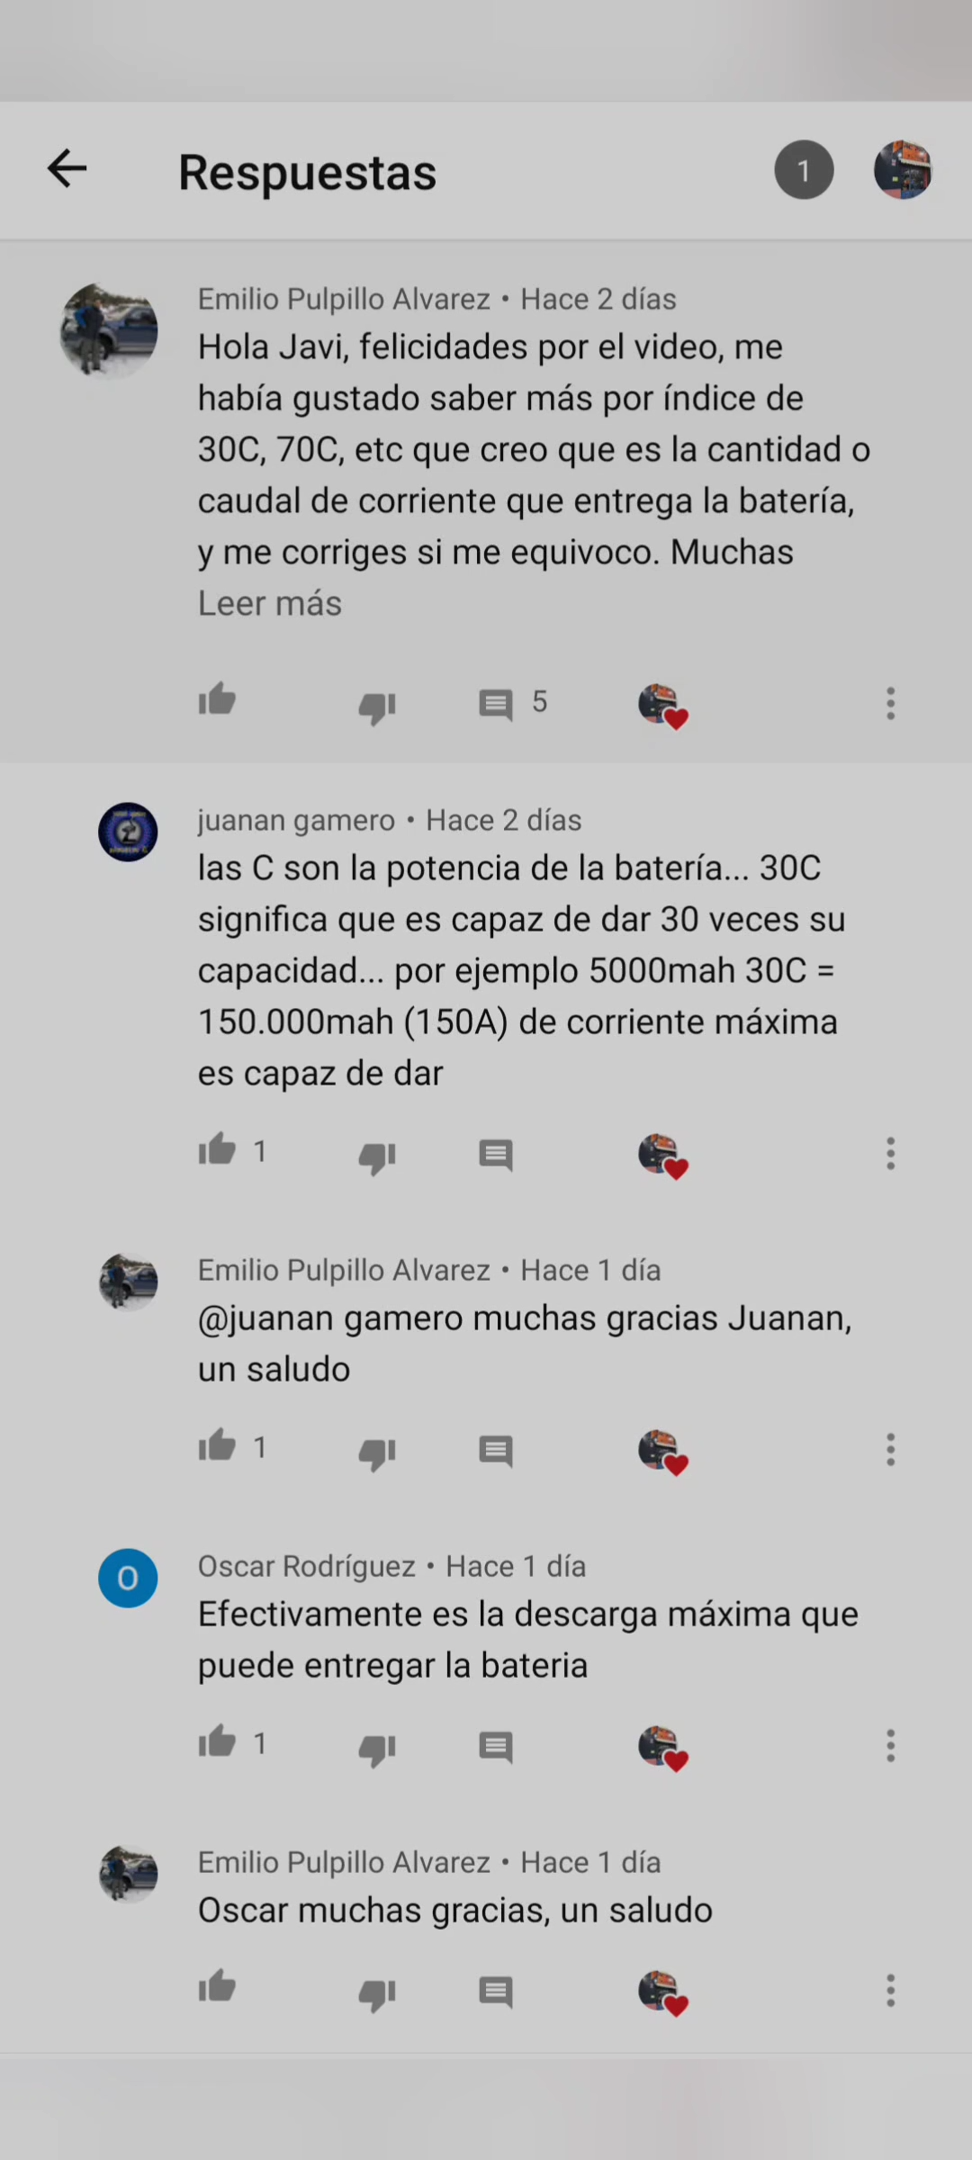 Respuestas
1
Emilio Pulpillo Alvarez • Hace 2 días
Hola Javi, felicidades por el video, me
había gustado saber más por índice de
30C, 70C, etc que creo que es la cantidad o
caudal de corriente que entrega la batería,
y me corriges si me equivoco. Muchas
Leer más
5
juanan gamero • Hace 2 días
las C son la potencia de la batería... 30C
significa que es capaz de dar 30 veces su
capacidad... por ejemplo 5000mah 30C =
150.000mah (150A) de corriente máxima
es capaz de dar
1
Emilio Pulpillo Alvarez • Hace 1 día
@juanan gamero muchas gracias Juanan,
un saludo
1
O
Oscar Rodríguez • Hace 1 día
Efectivamente es la descarga máxima que
puede entregar la bateria
1
Emilio Pulpillo Alvarez • Hace 1 día
Oscar muchas gracias, un saludo